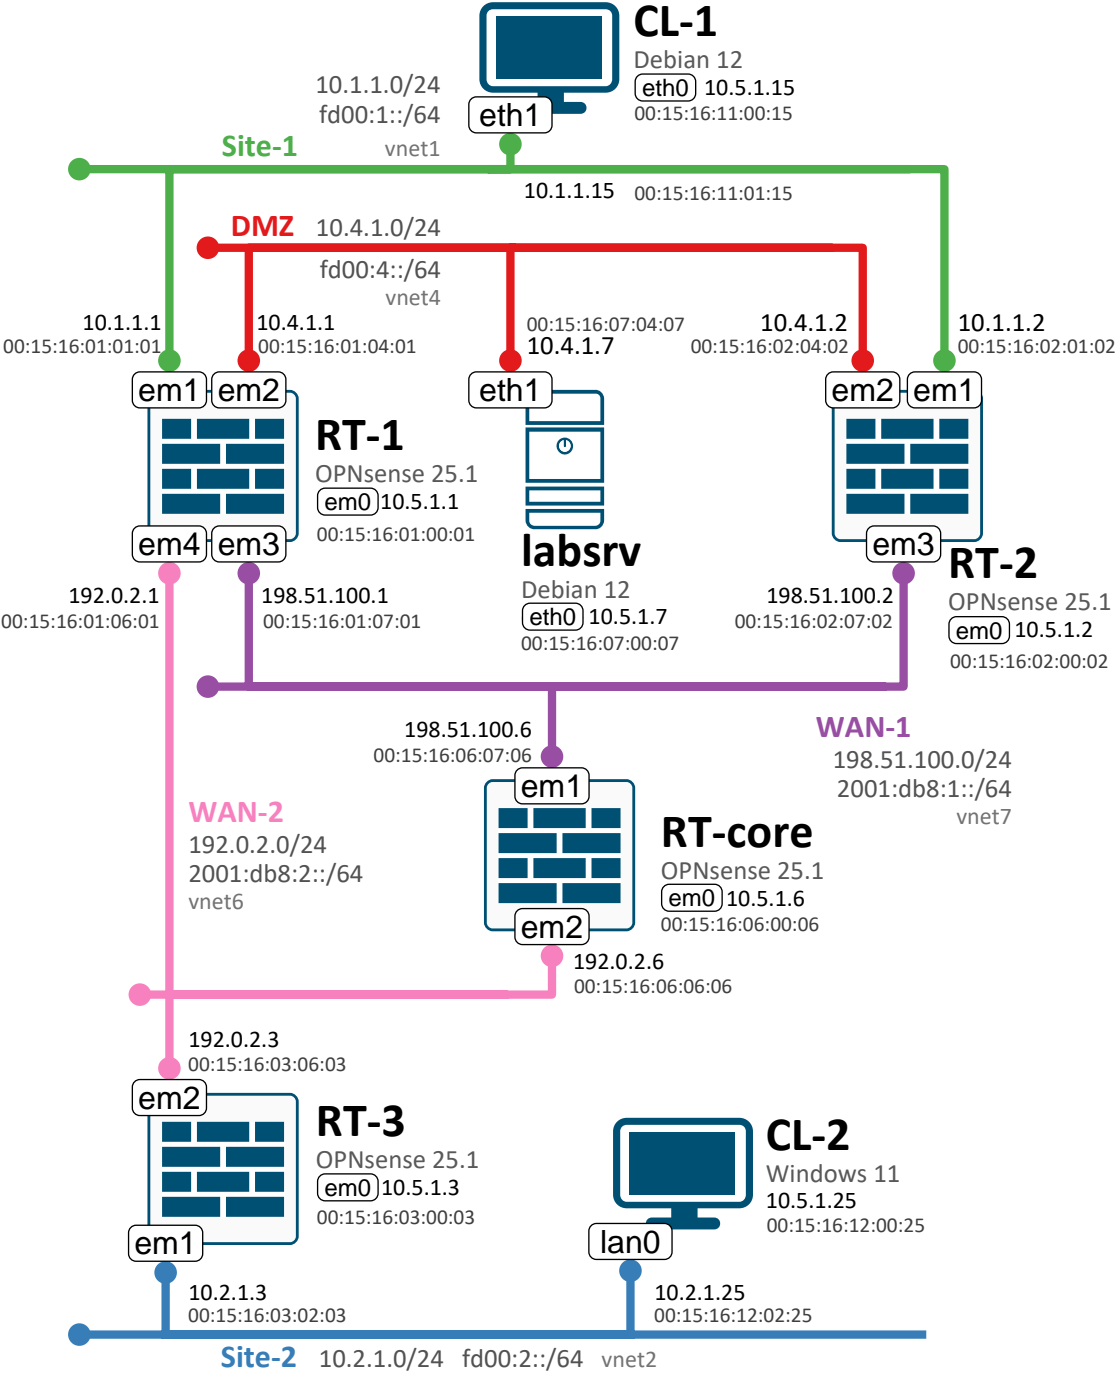 CL-1
Debian 12
eth0 10.5.1.15
00:15:16:11:00:15
10.1.1.0/24
fd00:1::/64
eth1
Site-1
vnet1
10.1.1.15 00:15:16:11:01:15
DMZ 10.4.1.0/24
fd00:4::/64
vnet4
10.1.1.1
00:15:16:01:01:01
10.4.1.1
00:15:16:01:04:01
00:15:16:07:04:07
10.4.1.7
10.4.1.2
00:15:16:02:04:02
10.1.1.2
00:15:16:02:01:02
em1 em2
eth1
em2 em1
RT-1
OPNsense 25.1
em0 10.5.1.1
00:15:16:01:00:01
em4 em3
labsrv
Debian 12
eth0 10.5.1.7
00:15:16:07:00:07
em3
RT-2
OPNsense 25.1
em0 10.5.1.2
00:15:16:02:00:02
192.0.2.1
00:15:16:01:06:01
198.51.100.1
00:15:16:01:07:01
198.51.100.2
00:15:16:02:07:02
198.51.100.6
00:15:16:06:07:06
WAN-1
198.51.100.0/24
2001:db8:1::/64
vnet7
em1
WAN-2
192.0.2.0/24
2001:db8:2::/64
vnet6
RT-core
OPNsense 25.1
em0 10.5.1.6
00:15:16:06:00:06
em2
192.0.2.6
00:15:16:06:06:06
192.0.2.3
00:15:16:03:06:03
em2
RT-3
OPNsense 25.1
em0 10.5.1.3
00:15:16:03:00:03
em1
CL-2
Windows 11
10.5.1.25
00:15:16:12:00:25
lan0
10.2.1.3
00:15:16:03:02:03
10.2.1.25
00:15:16:12:02:25
Site-2 10.2.1.0/24 fd00:2::/64 vnet2